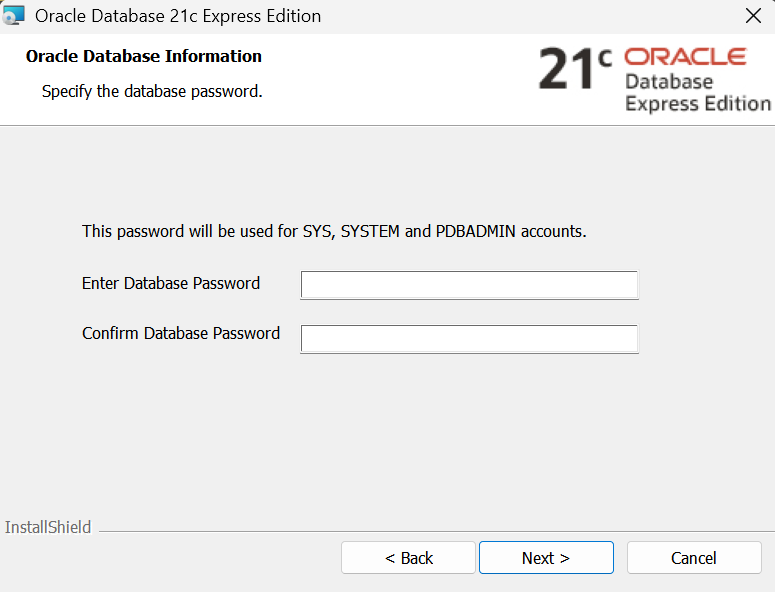 Oracle Database 21c Express Edition
Oracle Database Information
Specify the database password.
21c ORACLE
Database
Express Edition
This password will be used for SYS, SYSTEM and PDBADMIN accounts.
Enter Database Password
Confirm Database Password
InstallShield
< Back Next > Cancel